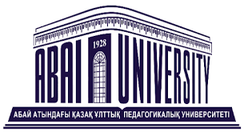 1928
ABAI UNIVERSITY
АБАЙ АТЫНДАҒЫ ҚАЗАҚ ҰЛТТЫҚ ПЕДАГОГИКАЛЫҚ УНИВЕРСИТЕТІ